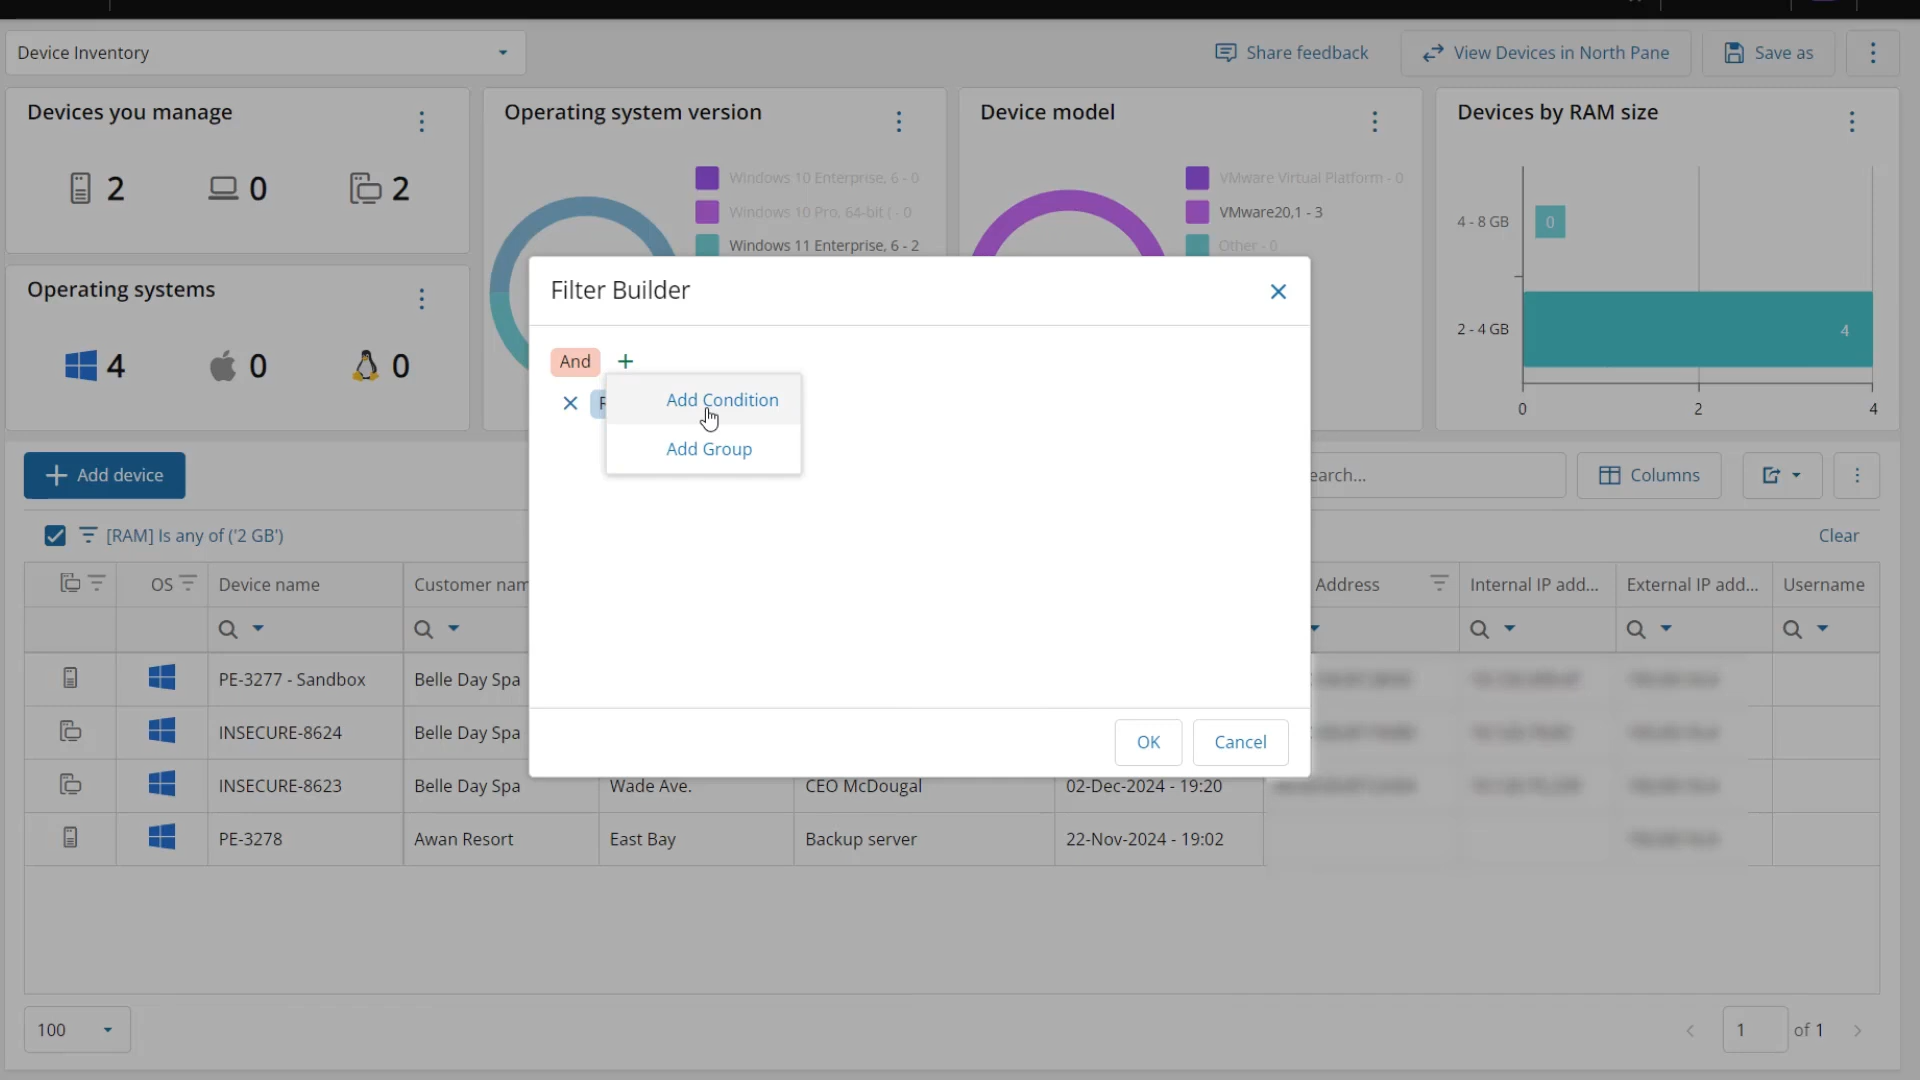 Device Inventory
Share feedback
View Devices in North Pane
Save as
Devices you manage
2
0
2
Operating system version
Windows 10 Enterprise, 6 - 0
Windows 10 Pro, 64-bit ( - 0
Windows 11 Enterprise, 6 - 2
Device model
VMware Virtual Platform - 0
VMware20,1 - 3
Other - 0
Devices by RAM size
4 - 8 GB
0
2 - 4 GB
4
0
2
4
Operating systems
4
0
0
Filter Builder
And
Add Condition
Add Group
OK
Cancel
Add device
earch...
Columns
[RAM] Is any of ('2 GB')
Clear
OS
Device name
Customer nam
Address
Internal IP add...
External IP add...
Username
PE-3277 - Sandbox
Belle Day Spa
INSECURE-8624
Belle Day Spa
INSECURE-8623
Belle Day Spa
Wade Ave.
CEO McDougal
02-Dec-2024 - 19:20
PE-3278
Awan Resort
East Bay
Backup server
22-Nov-2024 - 19:02
100
1
of 1